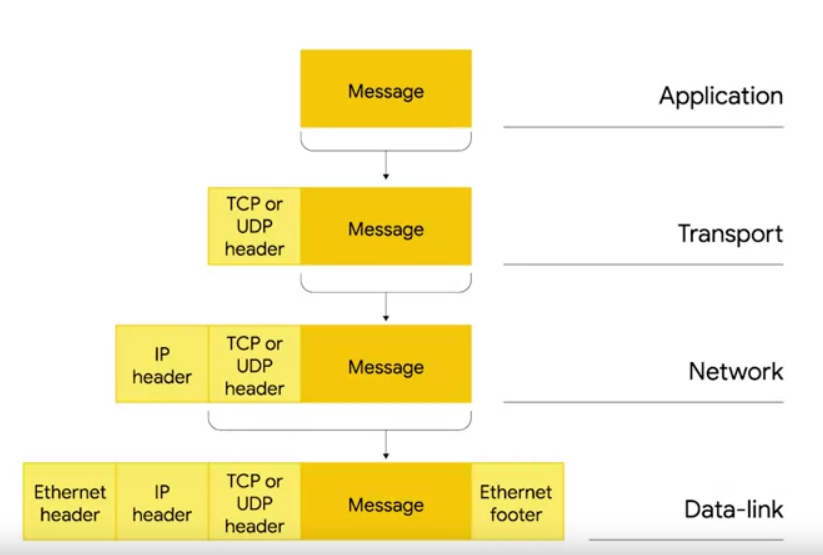 Message
Application
TCP or
UDP
header
Message
Transport
IP
header
TCP or
UDP
header
Message
Network
Ethernet
header
IP
header
TCP or
UDP
header
Message
Ethernet
footer
Data-link